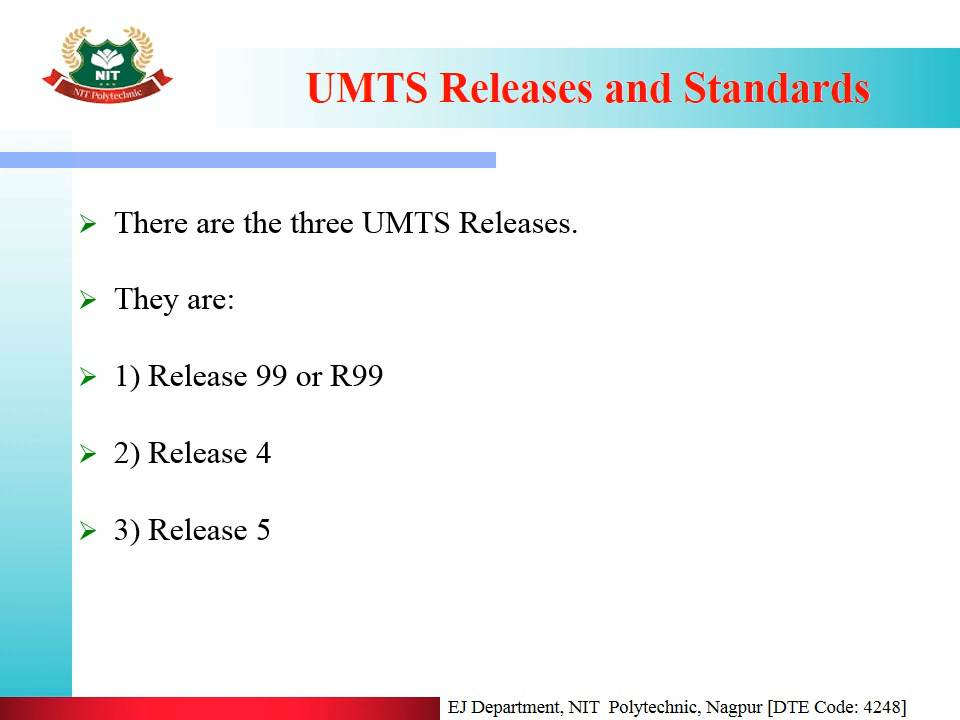 NIT
NIT Polytechnic
UMTS Releases and Standards
There are the three UMTS Releases.
They are:
1) Release 99 or R99
2) Release 4
3) Release 5
EJ Department, NIT Polytechnic, Nagpur [DTE Code: 4248]